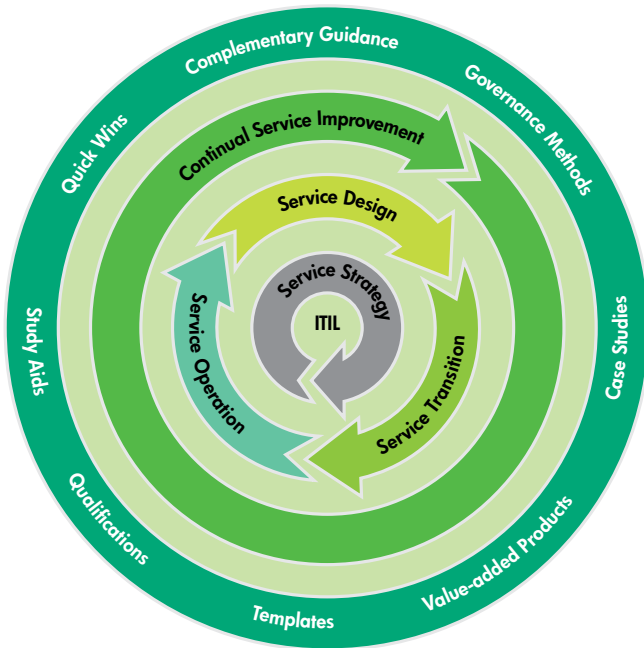 Complementary Guidance
Governance Methods
Quick Wins
Continual Service Improvement
Service Design
Service Strategy
ITIL
Study Aids
Service Operation
Service Transition
Case Studies
Qualifications
Value-added Products
Templates